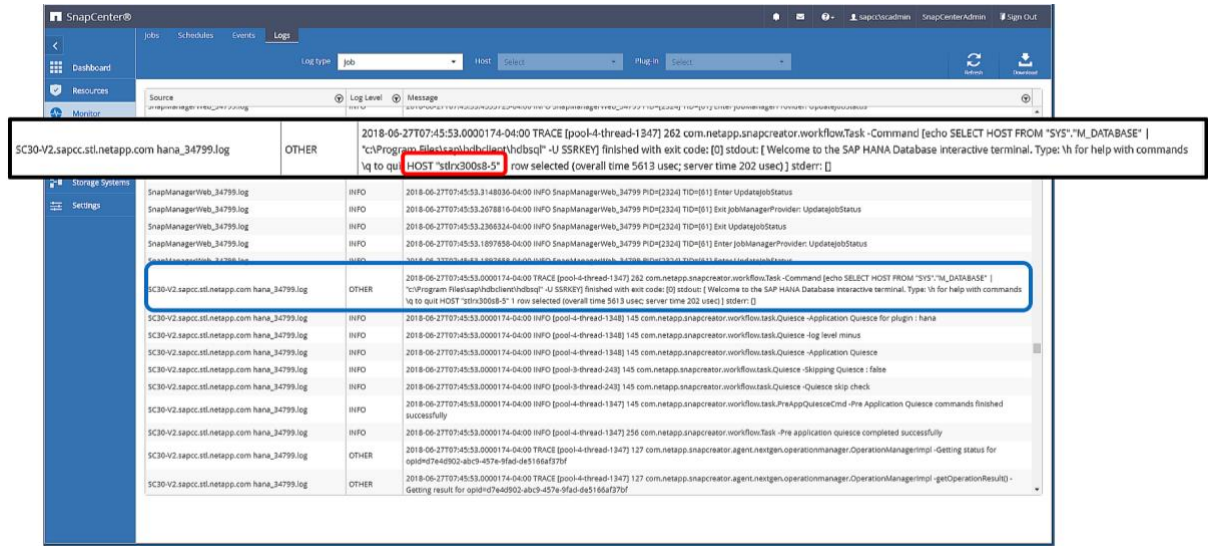 SnapCenter®
sapcc\scadmin SnapCenterAdmin Sign Out
Jobs Schedules Events Logs
Log type Job Host Select Plug-in Select
Refresh Download
Dashboard
Resources
Monitor
Source Log Level Message
SC30-V2.sapcc.stl.netapp.com hana_34799.log OTHER 2018-06-27T07:45:53.0000174-04:00 TRACE [pool-4-thread-1347] 262 com.netapp.snapcreator.workflow.Task -Command [echo SELECT HOST FROM "SYS"."M_DATABASE" |
"c:\Program Files\sap\hdbclient\hdbsql" -U SSRKEY] finished with exit code: [0] stdout: [ Welcome to the SAP HANA Database interactive terminal. Type: \h for help with commands
\q to quit HOST "stlrx300s8-5" row selected (overall time 5613 usec; server time 202 usec) ] stderr: []
Storage Systems
Settings
SnapManagerWeb_34799.log INFO 2018-06-27T07:45:53.3148036-04:00 INFO SnapManagerWeb_34799 PID=[2324] TID=[61] Enter UpdateJobStatus
SnapManagerWeb_34799.log INFO 2018-06-27T07:45:53.2678816-04:00 INFO SnapManagerWeb_34799 PID=[2324] TID=[61] Exit JobManagerProvider: UpdateJobStatus
SnapManagerWeb_34799.log INFO 2018-06-27T07:45:53.2366324-04:00 INFO SnapManagerWeb_34799 PID=[2324] TID=[61] Exit UpdateJobStatus
SnapManagerWeb_34799.log INFO 2018-06-27T07:45:53.1897658-04:00 INFO SnapManagerWeb_34799 PID=[2324] TID=[61] Enter JobManagerProvider: UpdateJobStatus
SC30-V2.sapcc.stl.netapp.com hana_34799.log OTHER 2018-06-27T07:45:53.0000174-04:00 TRACE [pool-4-thread-1347] 262 com.netapp.snapcreator.workflow.Task -Command [echo SELECT HOST FROM "SYS"."M_DATABASE" |
"c:\Program Files\sap\hdbclient\hdbsql" -U SSRKEY] finished with exit code: [0] stdout: [ Welcome to the SAP HANA Database interactive terminal. Type: \h for help with commands
\q to quit HOST "stlrx300s8-5" 1 row selected (overall time 5613 usec; server time 202 usec) ] stderr: []
SC30-V2.sapcc.stl.netapp.com hana_34799.log INFO 2018-06-27T07:45:53.0000174-04:00 INFO [pool-4-thread-1348] 145 com.netapp.snapcreator.workflow.task.Quiesce -Application Quiesce for plugin : hana
SC30-V2.sapcc.stl.netapp.com hana_34799.log INFO 2018-06-27T07:45:53.0000174-04:00 INFO [pool-4-thread-1348] 145 com.netapp.snapcreator.workflow.task.Quiesce -log level minus
SC30-V2.sapcc.stl.netapp.com hana_34799.log INFO 2018-06-27T07:45:53.0000174-04:00 INFO [pool-4-thread-1348] 145 com.netapp.snapcreator.workflow.task.Quiesce -Application Quiesce
SC30-V2.sapcc.stl.netapp.com hana_34799.log INFO 2018-06-27T07:45:53.0000174-04:00 INFO [pool-3-thread-243] 145 com.netapp.snapcreator.workflow.task.Quiesce -Skipping Quiesce : false
SC30-V2.sapcc.stl.netapp.com hana_34799.log INFO 2018-06-27T07:45:53.0000174-04:00 INFO [pool-3-thread-243] 145 com.netapp.snapcreator.workflow.task.Quiesce -Quiesce skip check
SC30-V2.sapcc.stl.netapp.com hana_34799.log INFO 2018-06-27T07:45:53.0000174-04:00 INFO [pool-4-thread-1347] 145 com.netapp.snapcreator.workflow.task.PreAppQuiesceCmd -Pre Application Quiesce commands finished
successfully
SC30-V2.sapcc.stl.netapp.com hana_34799.log INFO 2018-06-27T07:45:53.0000174-04:00 INFO [pool-4-thread-1347] 256 com.netapp.snapcreator.workflow.Task -Pre application quiesce completed successfully
SC30-V2.sapcc.stl.netapp.com hana_34799.log OTHER 2018-06-27T07:45:53.0000174-04:00 INFO [pool-4-thread-1347] 127 com.netapp.snapcreator.agent.nextgen.operationmanager.OperationManagerImpl -Getting status for
opid=d7e4d902-abc9-457e-9fad-de5166af37bf
SC30-V2.sapcc.stl.netapp.com hana_34799.log OTHER 2018-06-27T07:45:53.0000174-04:00 INFO [pool-4-thread-1347] 127 com.netapp.snapcreator.agent.nextgen.operationmanager.OperationManagerImpl -getOperationResult() -
Getting result for opid=d7e4d902-abc9-457e-9fad-de5166af37bf